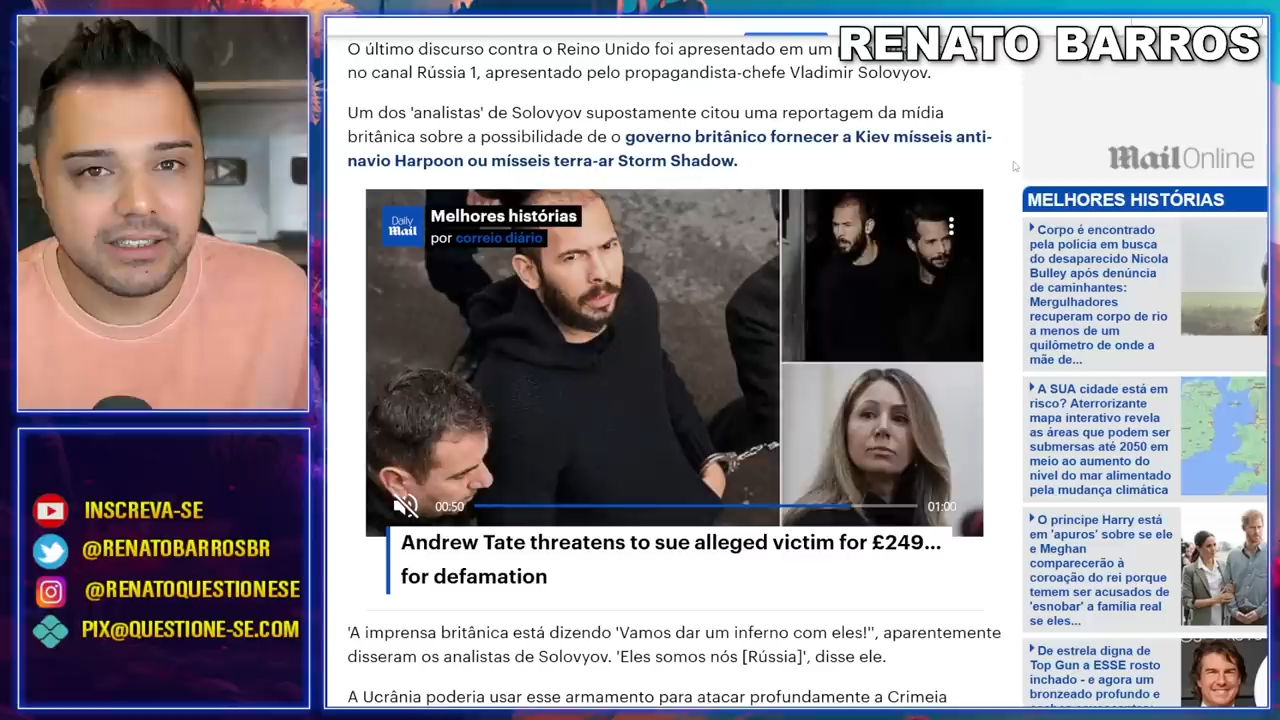 RENATO BARROS
O último discurso contra o Reino Unido foi apresentado em um
no canal Rússia 1, apresentado pelo propagandista-chefe Vladimir Solovyov.
Um dos 'analistas' de Solovyov supostamente citou uma reportagem da mídia
britânica sobre a possibilidade de o governo britânico fornecer a Kiev mísseis anti-
navio Harpoon ou mísseis terra-ar Storm Shadow.
Daily
Mail
Melhores histórias
por correio diário
00:50
01:00
Andrew Tate threatens to sue alleged victim for £249...
for defamation
'A imprensa britânica está dizendo 'Vamos dar um inferno com eles!'', aparentemente
disseram os analistas de Solovyov. 'Eles somos nós [Rússia]', disse ele.
A Ucrânia poderia usar esse armamento para atacar profundamente a Crimeia
MailOnline
MELHORES HISTÓRIAS
Corpo é encontrado
pela polícia em busca
do desaparecido Nicola
Bulley após denúncia
de caminhantes:
Mergulhadores
recuperam corpo de rio
a menos de um
quilômetro de onde a
mãe de...
A SUA cidade está em
risco? Aterrorizante
mapa interativo revela
as áreas que podem ser
submersas até 2050 em
meio ao aumento do
nível do mar alimentado
pela mudança climática
O príncipe Harry está
em 'apuros' sobre se ele
e Meghan
comparecerão à
coroação do rei porque
temem ser acusados de
'esnobar' a família real
se eles...
De estrela digna de
Top Gun a ESSE rosto
inchado - e agora um
bronzeado profundo e
INSCREVA-SE
@RENATOBARROSBR
@RENATOQUESTIONESE
PIX@QUESTIONE-SE.COM